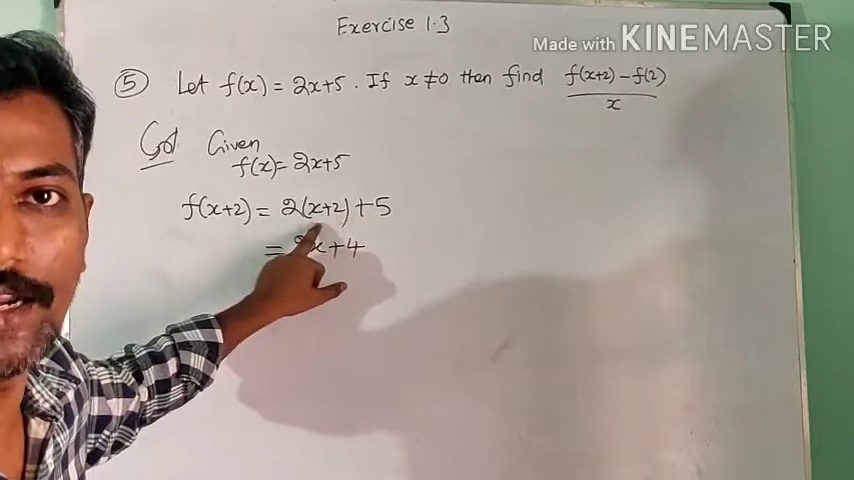 Exercise 1.3
Made with KINEMASTER
⑤ Let f(x) = 2x+5. If x ≠ 0 then find f(x+2) - f(2) / x
Sol Given
f(x) = 2x+5
f(x+2) = 2(x+2)+5
= 2x+4